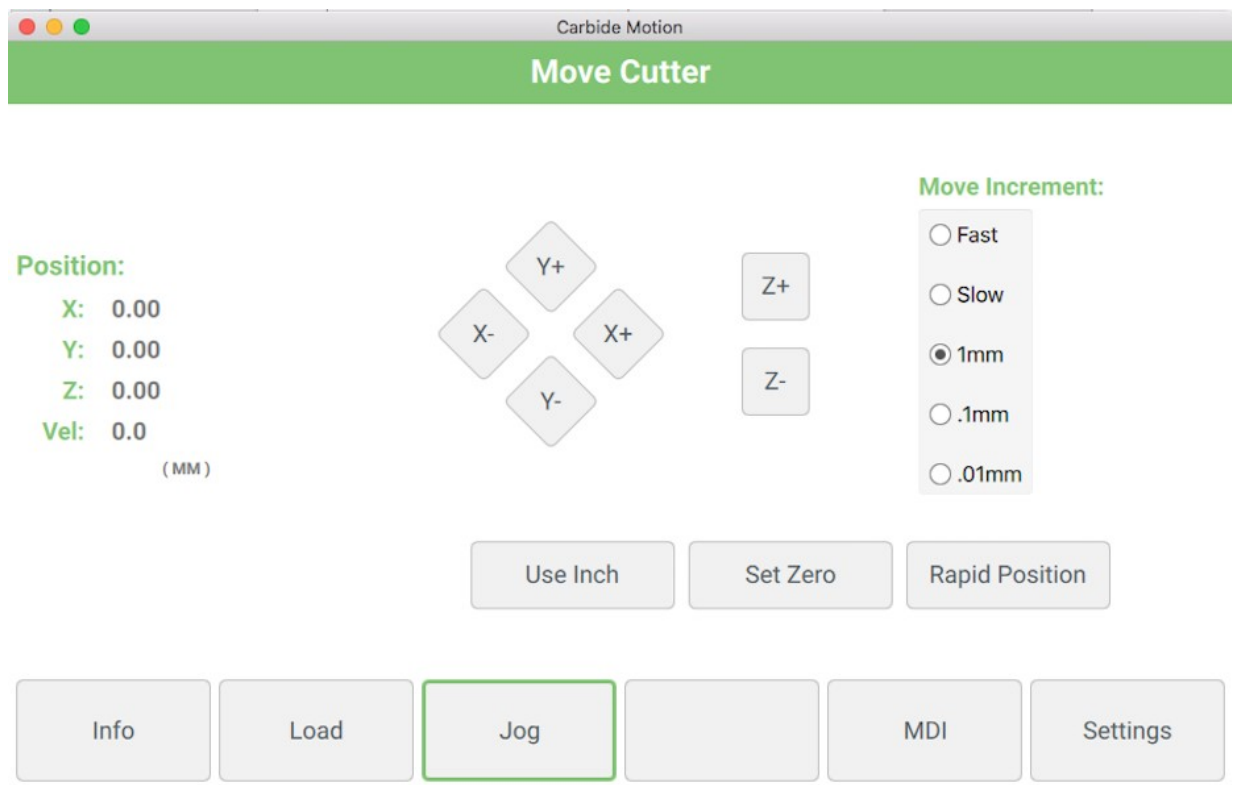 Carbide Motion
Move Cutter
Move Increment:
Fast
Slow
1mm
.1mm
.01mm
Position:
X: 0.00
Y: 0.00
Z: 0.00
Vel: 0.0
( MM )
Y+
X- X+
Y-
Z+
Z-
Use Inch Set Zero Rapid Position
Info Load Jog MDI Settings